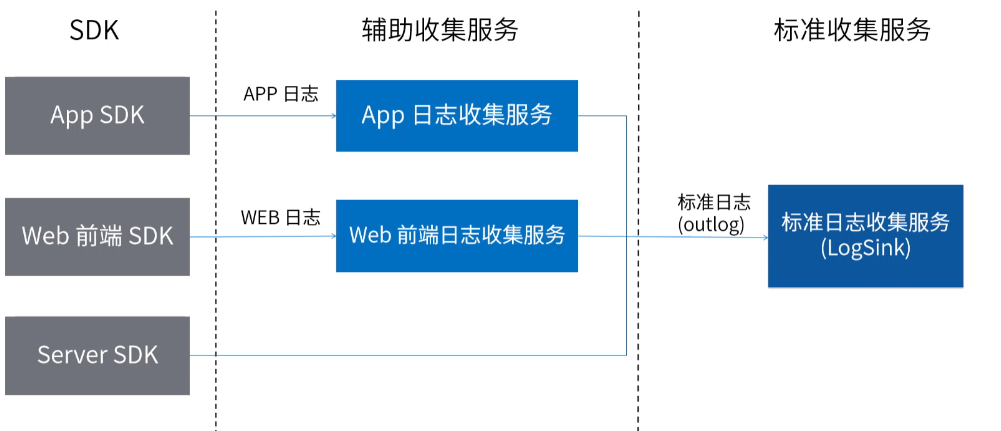 SDK
辅助收集服务
标准收集服务
App SDK
APP 日志
App 日志收集服务
Web 前端 SDK
WEB 日志
Web 前端日志收集服务
标准日志
(outlog)
标准日志收集服务
(LogSink)
Server SDK